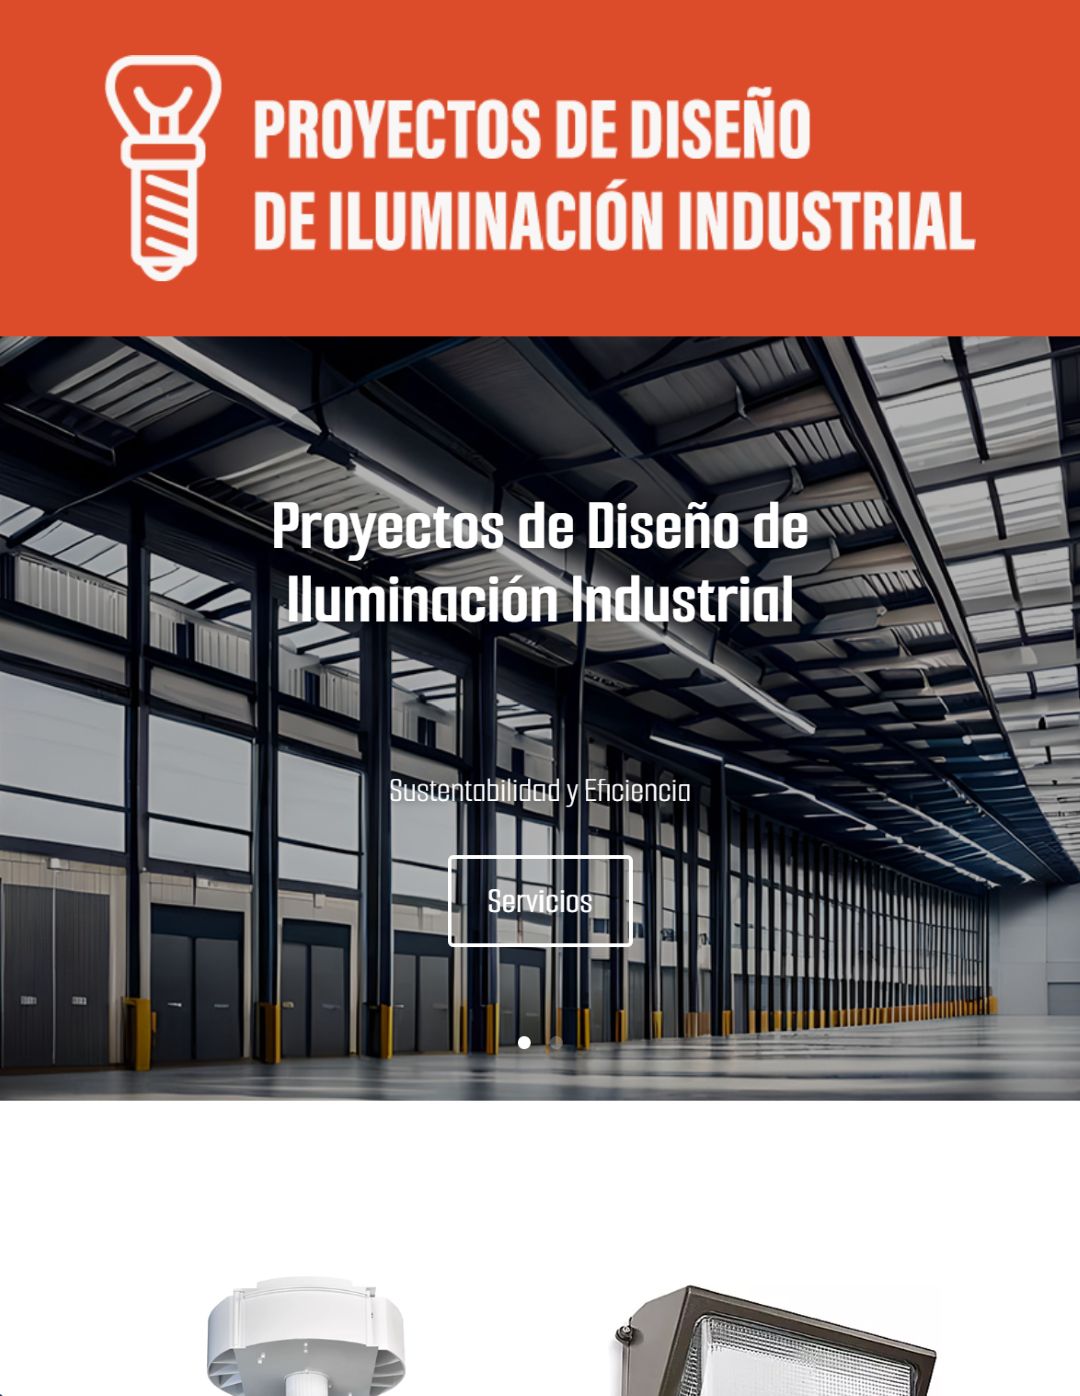 PROYECTOS DE DISEÑO
DE ILUMINACIÓN INDUSTRIAL
Proyectos de Diseño de
Iluminación Industrial
Sustentabilidad y Eficiencia
Servicios